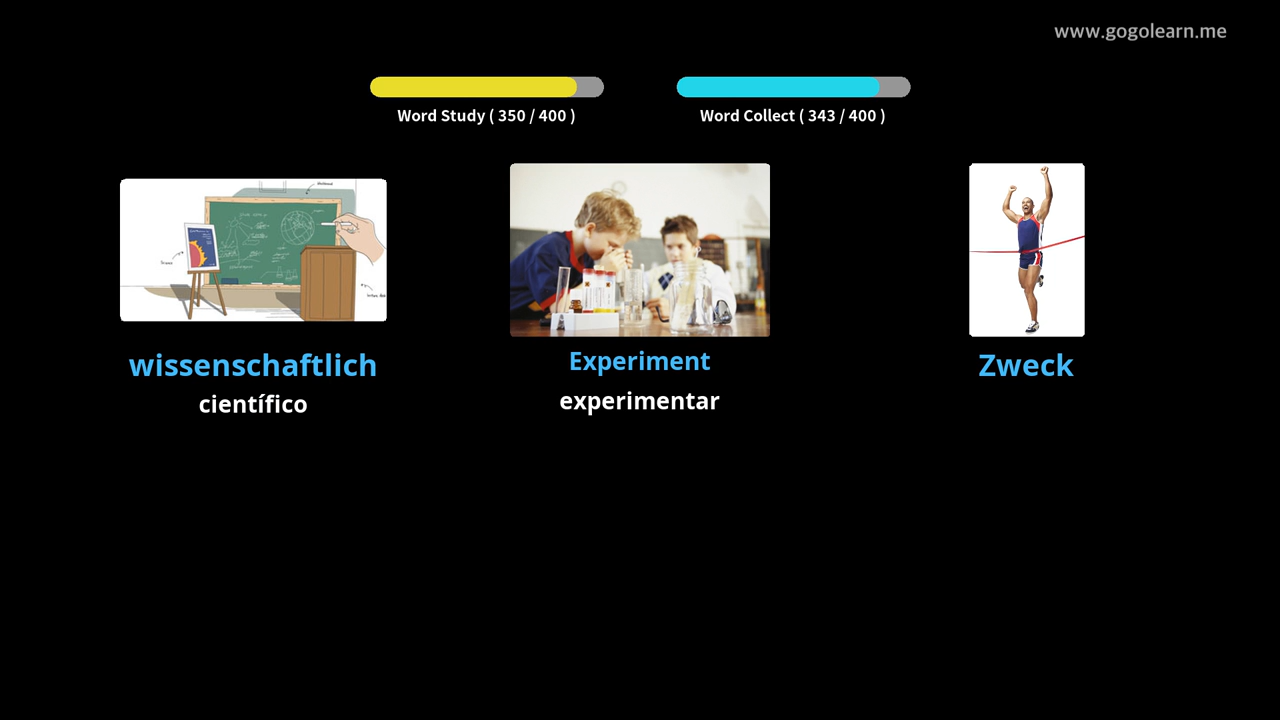 www.gogolearn.me
Word Study ( 350 / 400 )
Word Collect ( 343 / 400 )
wissenschaftlich
científico
Experiment
experimentar
Zweck